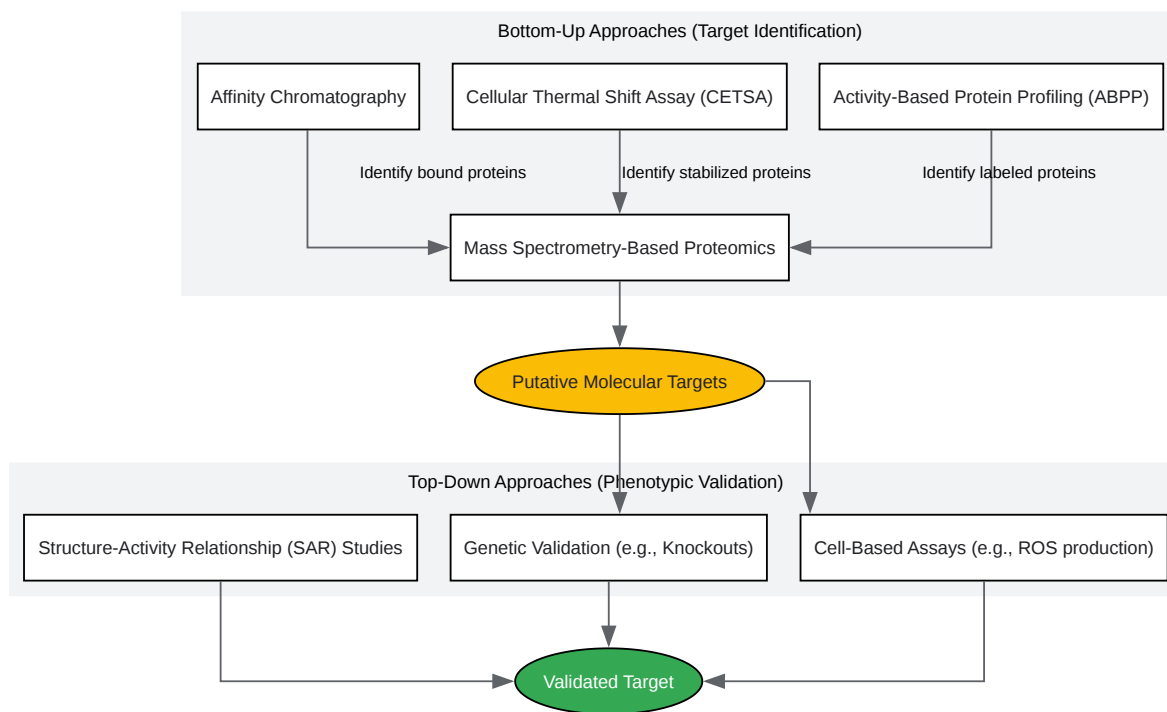 Bottom-Up Approaches (Target Identification)
Affinity Chromatography
Cellular Thermal Shift Assay (CETSA)
Activity-Based Protein Profiling (ABPP)
Identify bound proteins
Identify stabilized proteins
Identify labeled proteins
Mass Spectrometry-Based Proteomics
Putative Molecular Targets
Top-Down Approaches (Phenotypic Validation)
Structure-Activity Relationship (SAR) Studies
Genetic Validation (e.g., Knockouts)
Cell-Based Assays (e.g., ROS production)
Validated Target